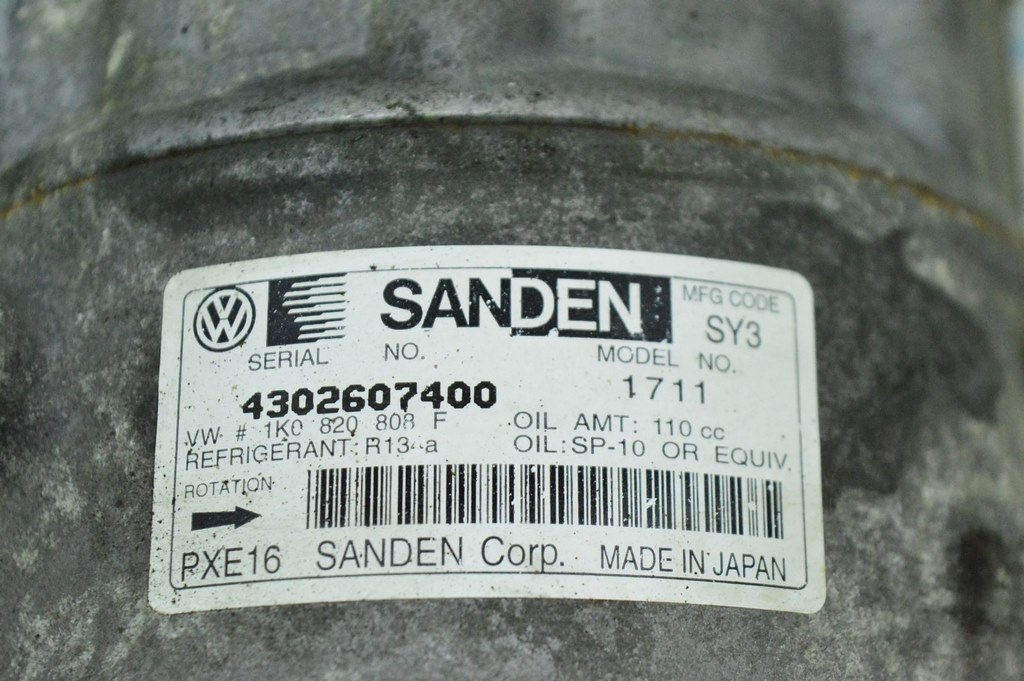 VW SANDEN MFG CODE
SY3
SERIAL NO. MODEL NO.
4302607400 1711
VW # 1K0 820 808 F OIL AMT: 110 cc
REFRIGERANT: R134a OIL: SP-10 OR EQUIV.
ROTATION
PXE16 SANDEN Corp. MADE IN JAPAN